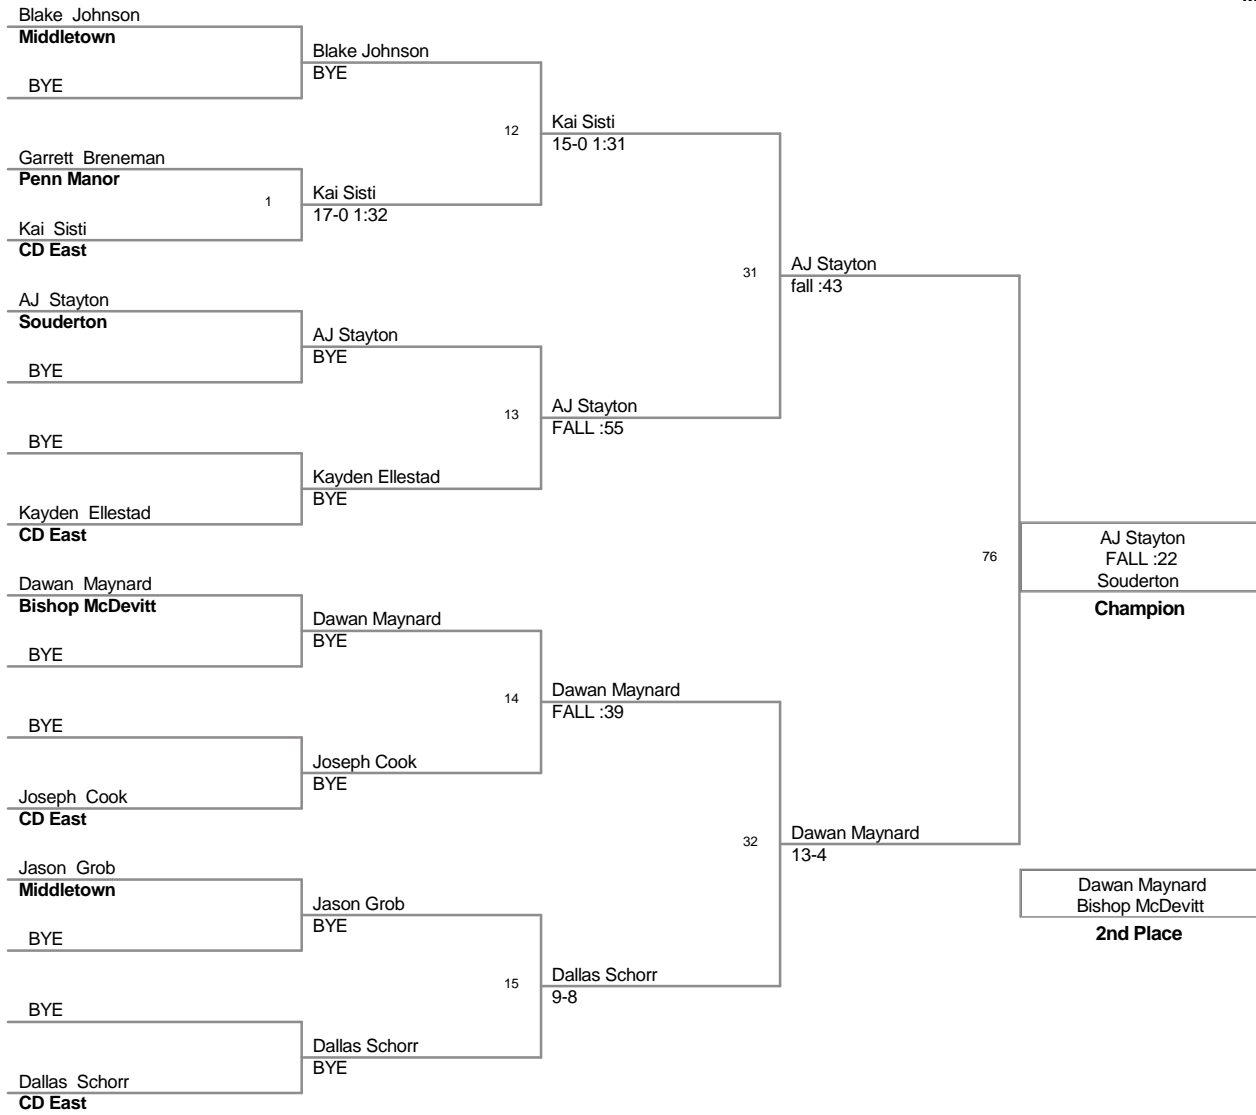 Blake Johnson
Middletown
BYE
Garrett Breneman
Penn Manor
1
Kai Sisti
CD East
AJ Stayton
Souderton
BYE
BYE
Kayden Ellestad
CD East
Dawan Maynard
Bishop McDevitt
BYE
BYE
Joseph Cook
CD East
Jason Grob
Middletown
BYE
BYE
Dallas Schorr
CD East
Blake Johnson
BYE
12
Kai Sisti
17-0 1:32
AJ Stayton
BYE
13
Kayden Ellestad
BYE
Dawan Maynard
BYE
14
Joseph Cook
BYE
Jason Grob
BYE
15
Dallas Schorr
BYE
Kai Sisti
15-0 1:31
31
AJ Stayton
FALL :55
Dawan Maynard
FALL :39
32
Dallas Schorr
9-8
AJ Stayton
fall :43
76
Dawan Maynard
13-4
AJ Stayton
FALL :22
Souderton
Champion
Dawan Maynard
Bishop McDevitt
2nd Place